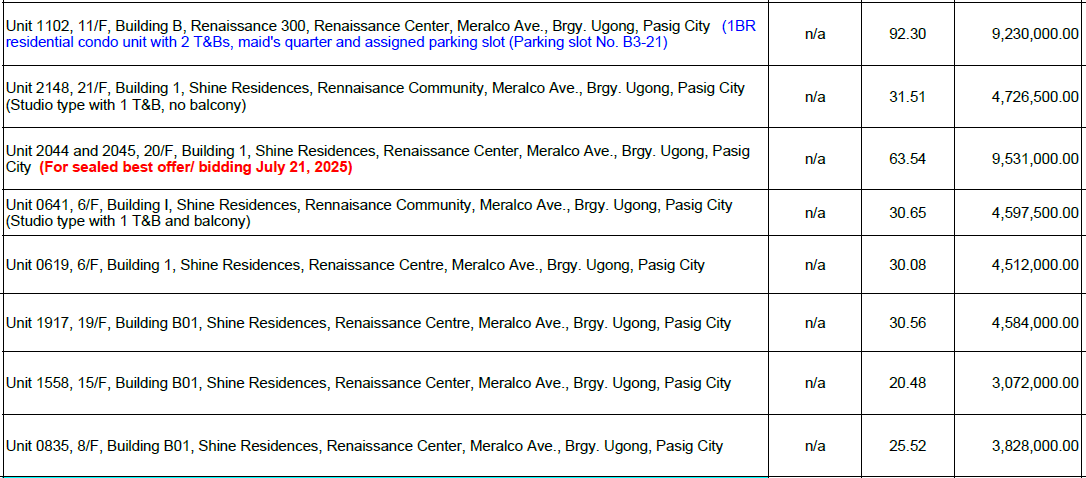 Unit 1102, 11/F, Building B, Renaissance 300, Renaissance Center, Meralco Ave., Brgy. Ugong, Pasig City (1BR
residential condo unit with 2 T&Bs, maid's quarter and assigned parking slot (Parking slot No. B3-21)
n/a
92.30
9,230,000.00
Unit 2148, 21/F, Building 1, Shine Residences, Rennaisance Community, Meralco Ave., Brgy. Ugong, Pasig City
(Studio type with 1 T&B, no balcony)
n/a
31.51
4,726,500.00
Unit 2044 and 2045, 20/F, Building 1, Shine Residences, Renaissance Center, Meralco Ave., Brgy. Ugong, Pasig
City (For sealed best offer/ bidding July 21, 2025)
n/a
63.54
9,531,000.00
Unit 0641, 6/F, Building I, Shine Residences, Rennaisance Community, Meralco Ave., Brgy. Ugong, Pasig City
(Studio type with 1 T&B and balcony)
n/a
30.65
4,597,500.00
Unit 0619, 6/F, Building 1, Shine Residences, Renaissance Centre, Meralco Ave., Brgy. Ugong, Pasig City
n/a
30.08
4,512,000.00
Unit 1917, 19/F, Building B01, Shine Residences, Renaissance Centre, Meralco Ave., Brgy. Ugong, Pasig City
n/a
30.56
4,584,000.00
Unit 1558, 15/F, Building B01, Shine Residences, Renaissance Center, Meralco Ave., Brgy. Ugong, Pasig City
n/a
20.48
3,072,000.00
Unit 0835, 8/F, Building B01, Shine Residences, Renaissance Center, Meralco Ave., Brgy. Ugong, Pasig City
n/a
25.52
3,828,000.00